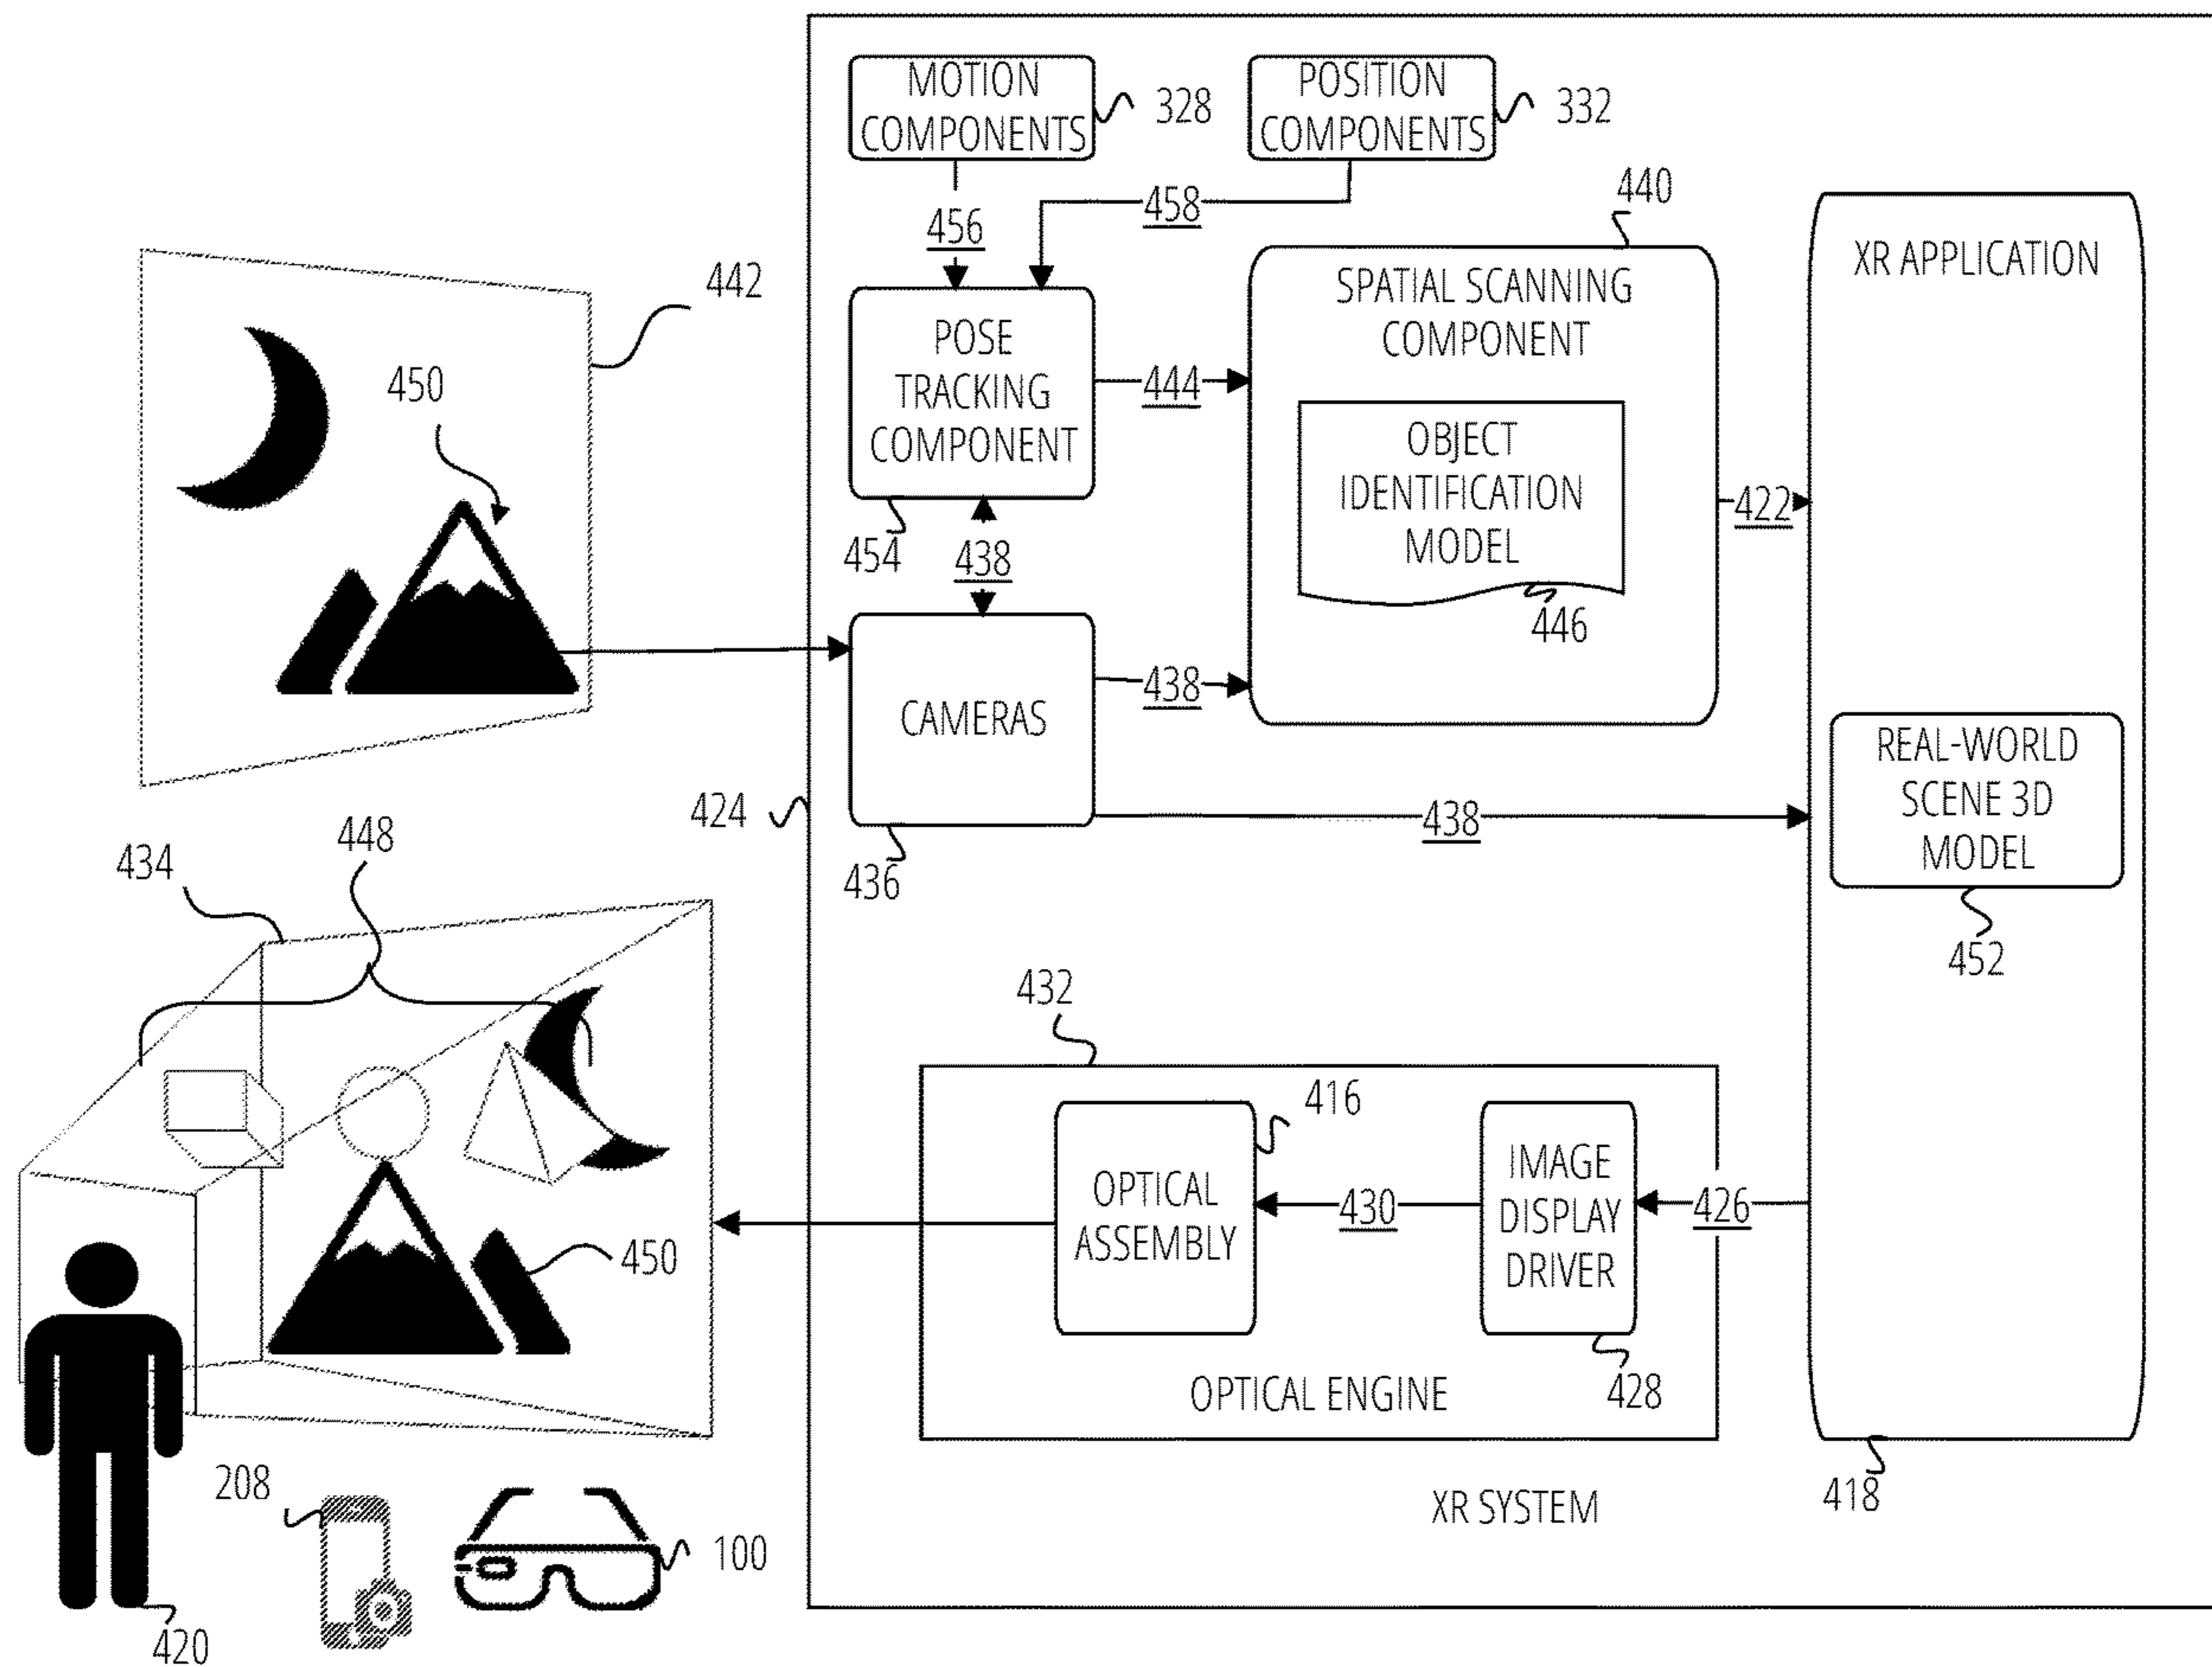 MOTION
COMPONENTS
328
POSITION
COMPONENTS
332
456
458
440
442
450
POSE
TRACKING
COMPONENT
454
444
SPATIAL SCANNING
COMPONENT
OBJECT
IDENTIFICATION
MODEL
446
422
XR APPLICATION
438
CAMERAS
436
438
438
424
REAL-WORLD
SCENE 3D
MODEL
452
434
448
450
432
416
OPTICAL
ASSEMBLY
430
IMAGE
DISPLAY
DRIVER
428
426
OPTICAL ENGINE
418
XR SYSTEM
208
100
420